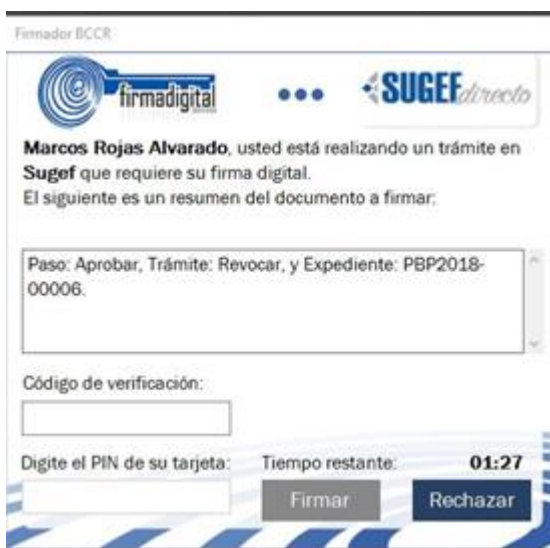 Firmador BCCR
firmadigital ••• SUGEFdirecto
Marcos Rojas Alvarado, usted está realizando un trámite en
Sugef que requiere su firma digital.
El siguiente es un resumen del documento a firmar:
Paso: Aprobar, Trámite: Revocar, y Expediente: PBP2018-
00006.
Código de verificación:
Digite el PIN de su tarjeta: Tiempo restante: 01:27
Firmar Rechazar